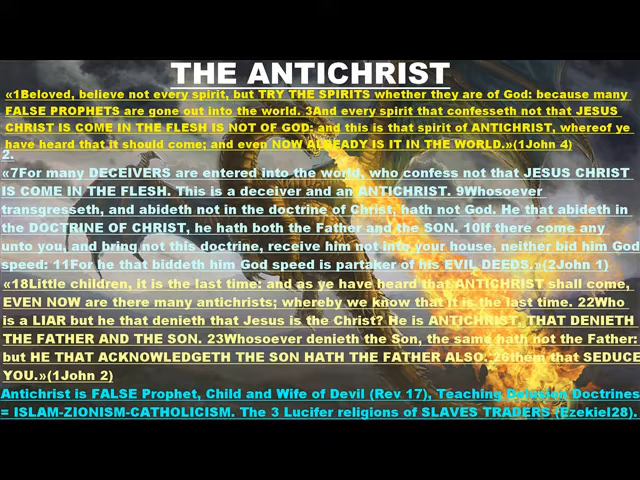 THE ANTICHRIST
«1Beloved, believe not every spirit, but TRY THE SPIRITS whether they are of God: because many
FALSE PROPHETS are gone out into the world. 3And every spirit that confesseth not that JESUS
CHRIST IS COME IN THE FLESH IS NOT OF GOD: and this is that spirit of ANTICHRIST, whereof ye
have heard that it should come; and even NOW ALREADY IS IT IN THE WORLD.»(1John 4)
2.
«7For many DECEIVERS are entered into the world, who confess not that JESUS CHRIST
IS COME IN THE FLESH. This is a deceiver and an ANTICHRIST. 9Whosoever
transgresseth, and abideth not in the doctrine of Christ, hath not God. He that abideth in
the DOCTRINE OF CHRIST, he hath both the Father and the SON. 10If there come any
unto you, and bring not this doctrine, receive him not into your house, neither bid him God
speed: 11For he that biddeth him God speed is partaker of his EVIL DEEDS.»(2John 1)
«18Little children, it is the last time: and as ye have heard that ANTICHRIST shall come,
EVEN NOW are there many antichrists; whereby we know that it is the last time. 22Who
is a LIAR but he that denieth that Jesus is the Christ? He is ANTICHRIST, THAT DENIETH
THE FATHER AND THE SON. 23Whosoever denieth the Son, the same hath not the Father:
but HE THAT ACKNOWLEDGETH THE SON HATH THE FATHER ALSO. 26them that SEDUCE
YOU.»(1John 2)
Antichrist is FALSE Prophet, Child and Wife of Devil (Rev 17), Teaching Delusion Doctrines
= ISLAM-ZIONISM-CATHOLICISM. The 3 Lucifer religions of SLAVES TRADERS (Ezekiel28).